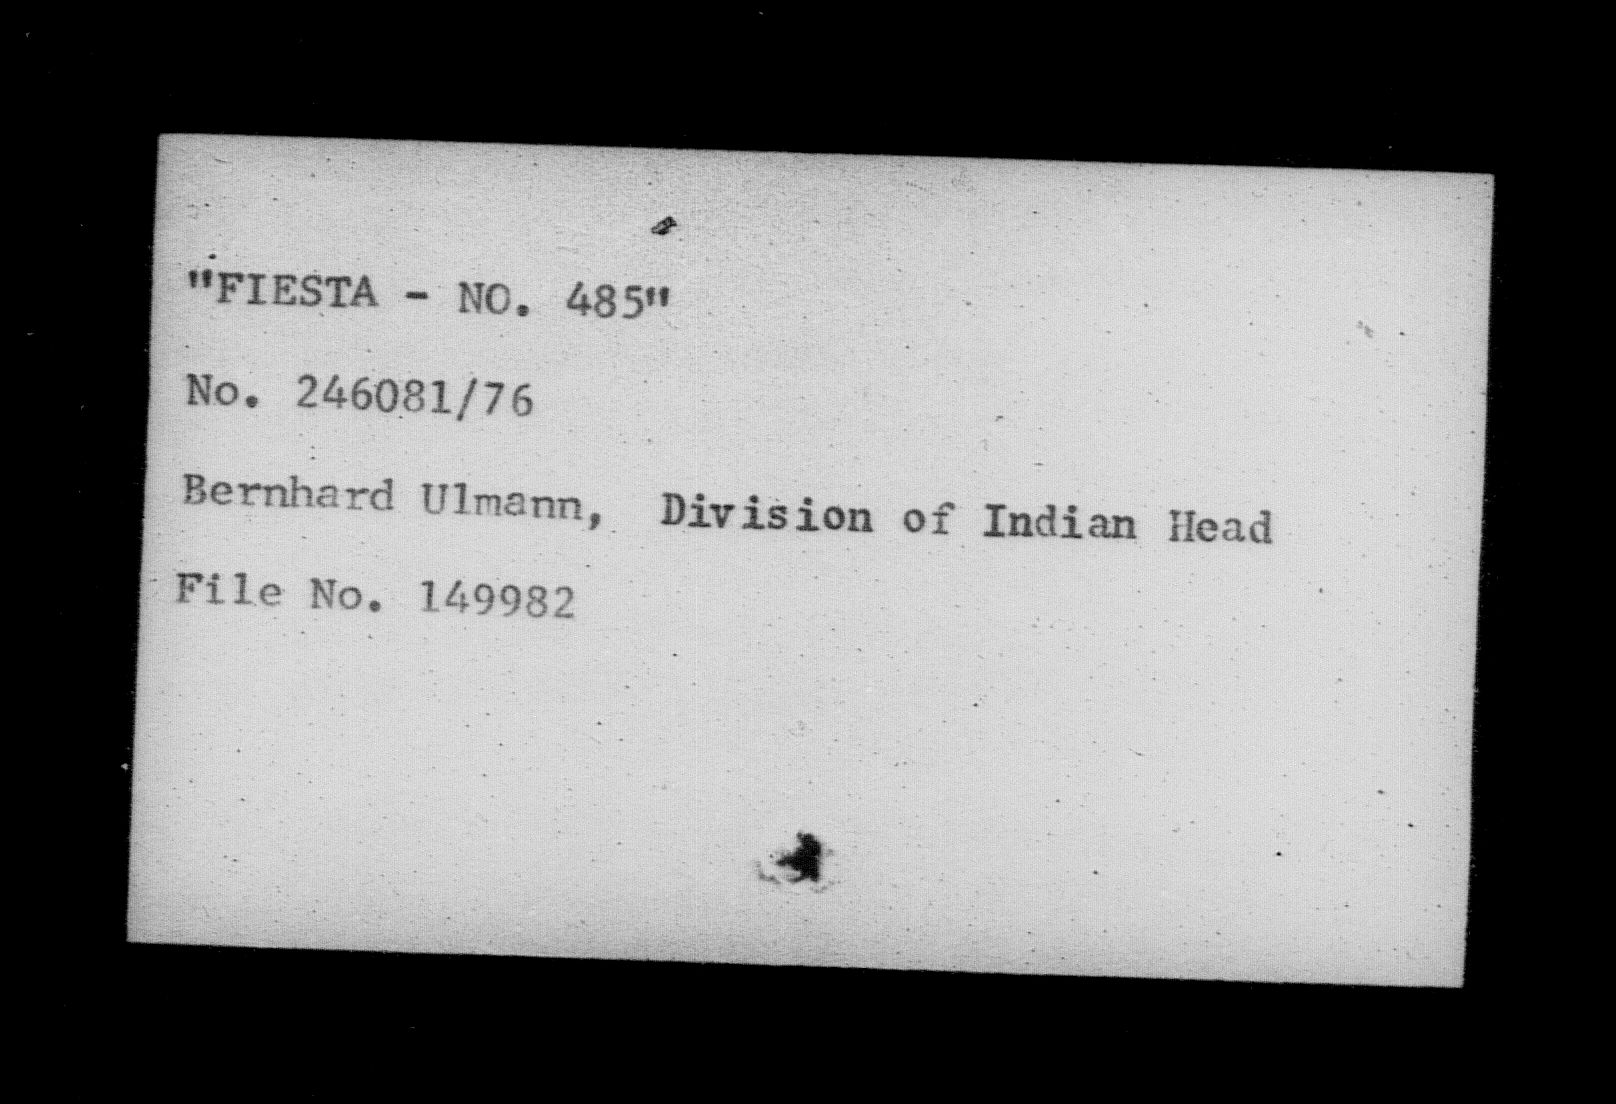 "FIESTA - NO. 485"
No. 246081/76
Bernhard Ulmann, Division of Indian Head
File No. 149982